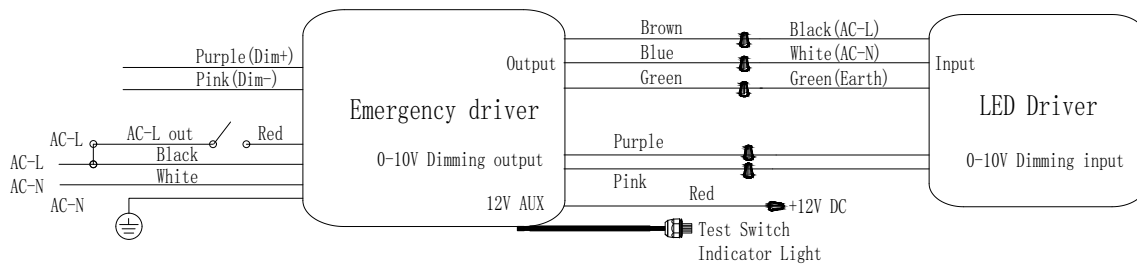 Purple(Dim+)
Pink(Dim-)
AC-L
AC-L out
Red
AC-L
Black
AC-N
White
AC-N
Output
Emergency driver
0-10V Dimming output
12V AUX
Brown
Black(AC-L)
Blue
White(AC-N)
Green
Green(Earth)
Purple
Pink
Red
+12V DC
Test Switch
Indicator Light
Input
LED Driver
0-10V Dimming input